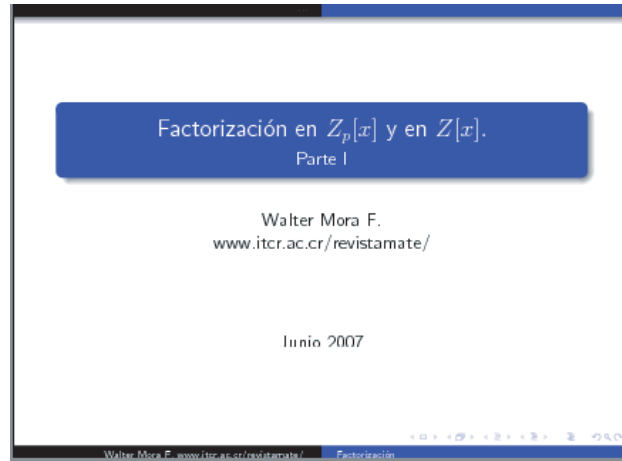 Factorización en $Z_p[x]$ y en $Z[x]$.
Parte I
Walter Mora F.
www.itcr.ac.cr/revistamate/
Junio 2007
Walter Mora F. www.itcr.ac.cr/revistamate/
Factorización